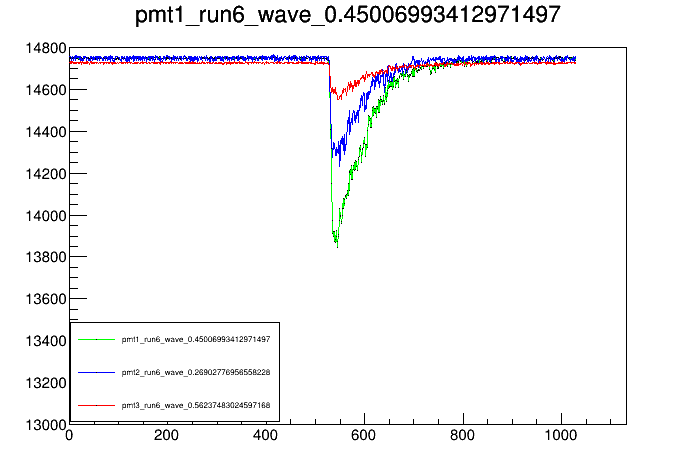 pmt1_run6_wave_0.45006993412971497
14800
14600
14400
14200
14000
13800
13600
13400
13200
13000
pmt1_run6_wave_0.45006993412971497
pmt2_run6_wave_0.26902776956558228
pmt3_run6_wave_0.56237483024597168
0 200 400 600 800 1000